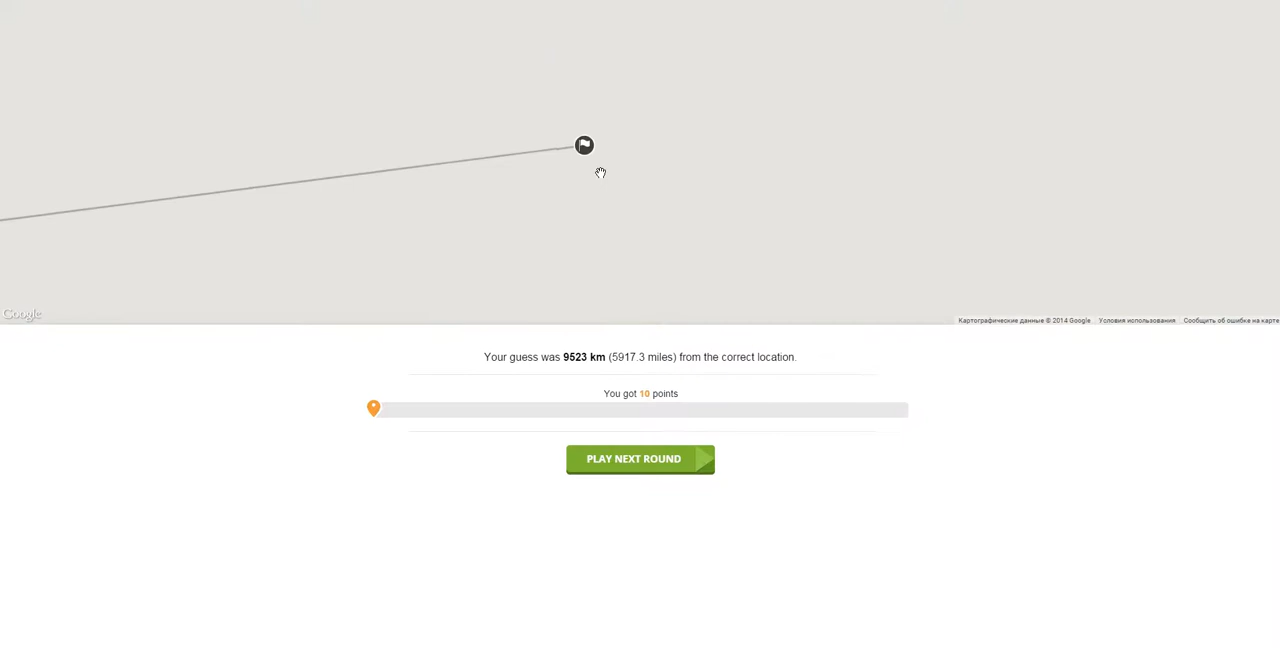 Google
Картографические данные © 2014 Google Условия использования Сообщить об ошибке на карте
Your guess was 9523 km (5917.3 miles) from the correct location.
You got 10 points
PLAY NEXT ROUND